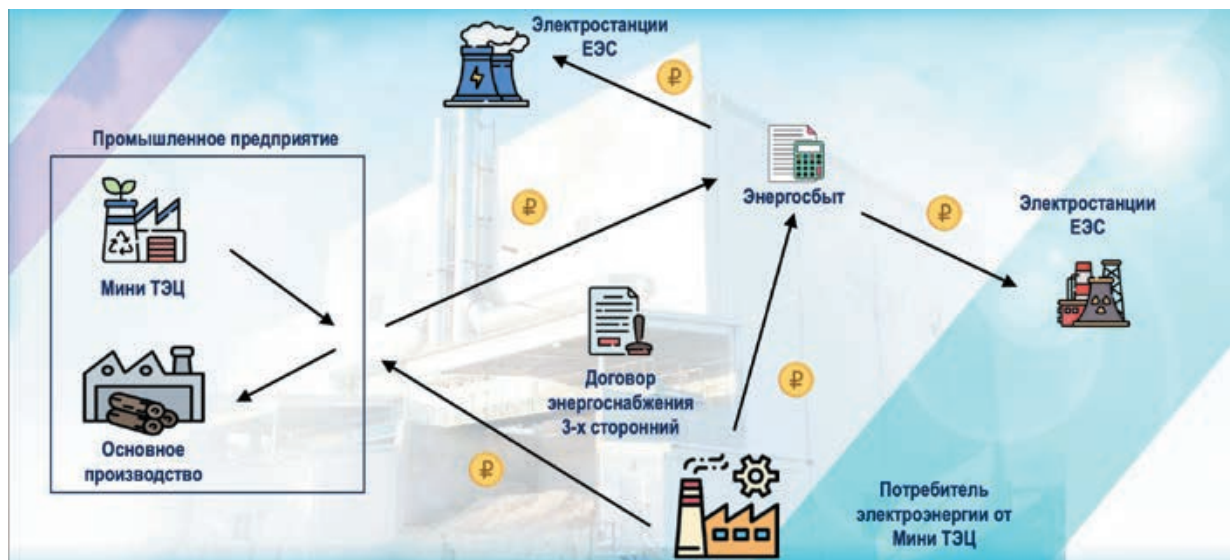 Электростанции
ЕЭС
₽
Промышленное предприятие
Энергосбыт
₽
₽
Электростанции
ЕЭС
Мини ТЭЦ
Договор
энергоснабжения
3-х сторонний
₽
Основное
производство
₽
Потребитель
электроэнергии от
Мини ТЭЦ